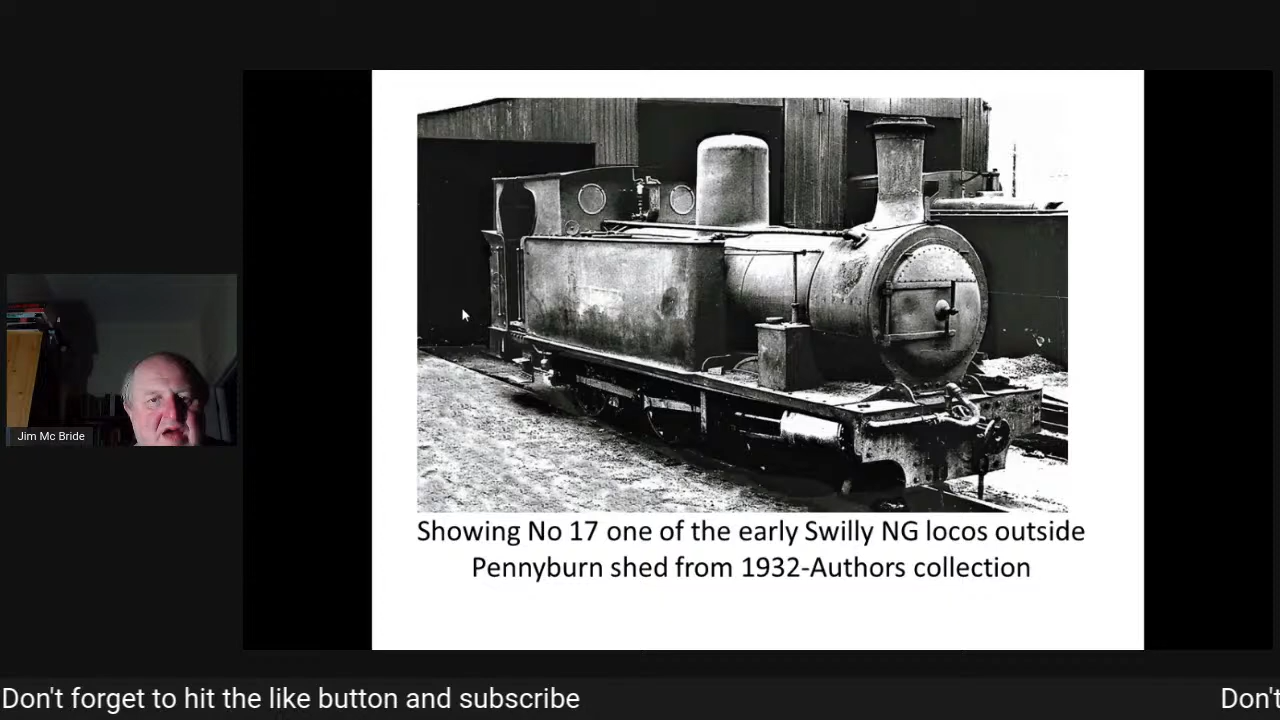 Jim Mc Bride
Showing No 17 one of the early Swilly NG locos outside
Pennyburn shed from 1932-Authors collection
Don't forget to hit the like button and subscribe
Don't